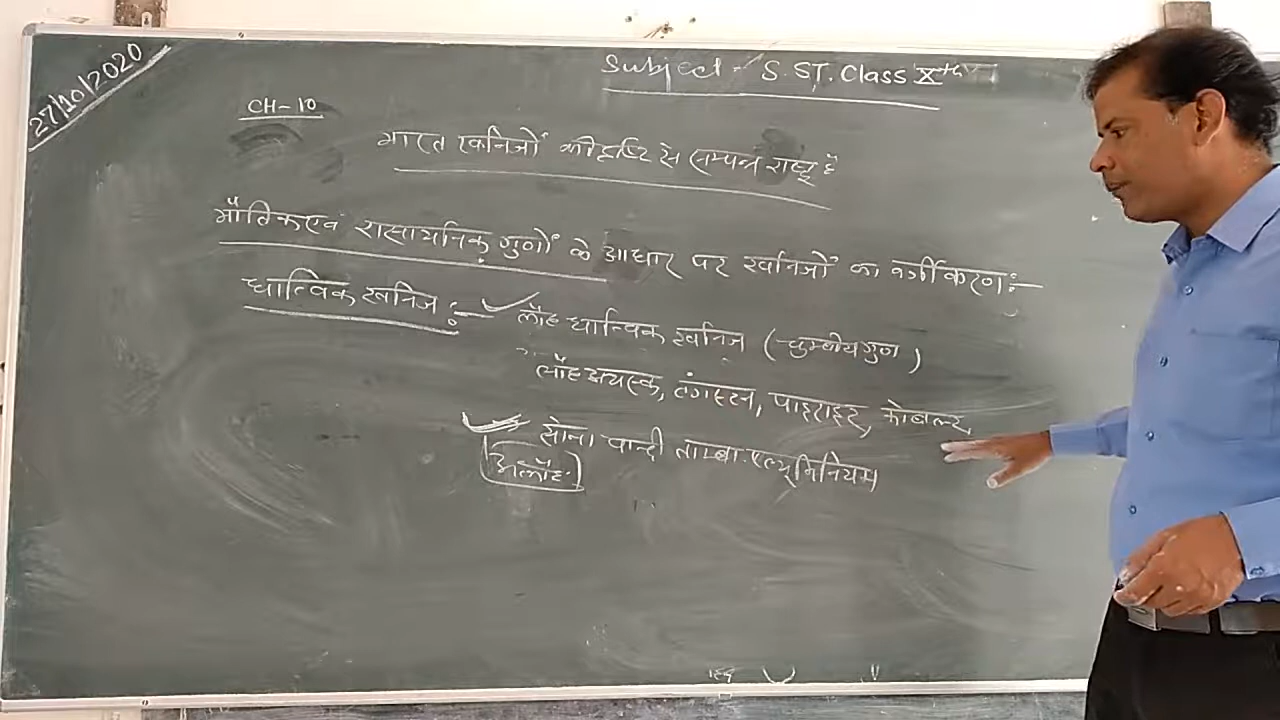 27/10/2020
Subject - S.ST. Class Xth
CH-10
भारत खनिजों की दृष्टि से सम्पन्न राष्ट्र है
भौतिक एवं रासायनिक गुणों के आधार पर खनिजों का वर्गीकरण:-
धात्विक खनिज :- लौह धात्विक खनिज (चुम्बकीय गुण)
लौह अयस्क, टंगस्टन, पाइराइट, कोबाल्ट
सोना चान्दी ताम्बा एल्यूमिनियम
(अलौह)